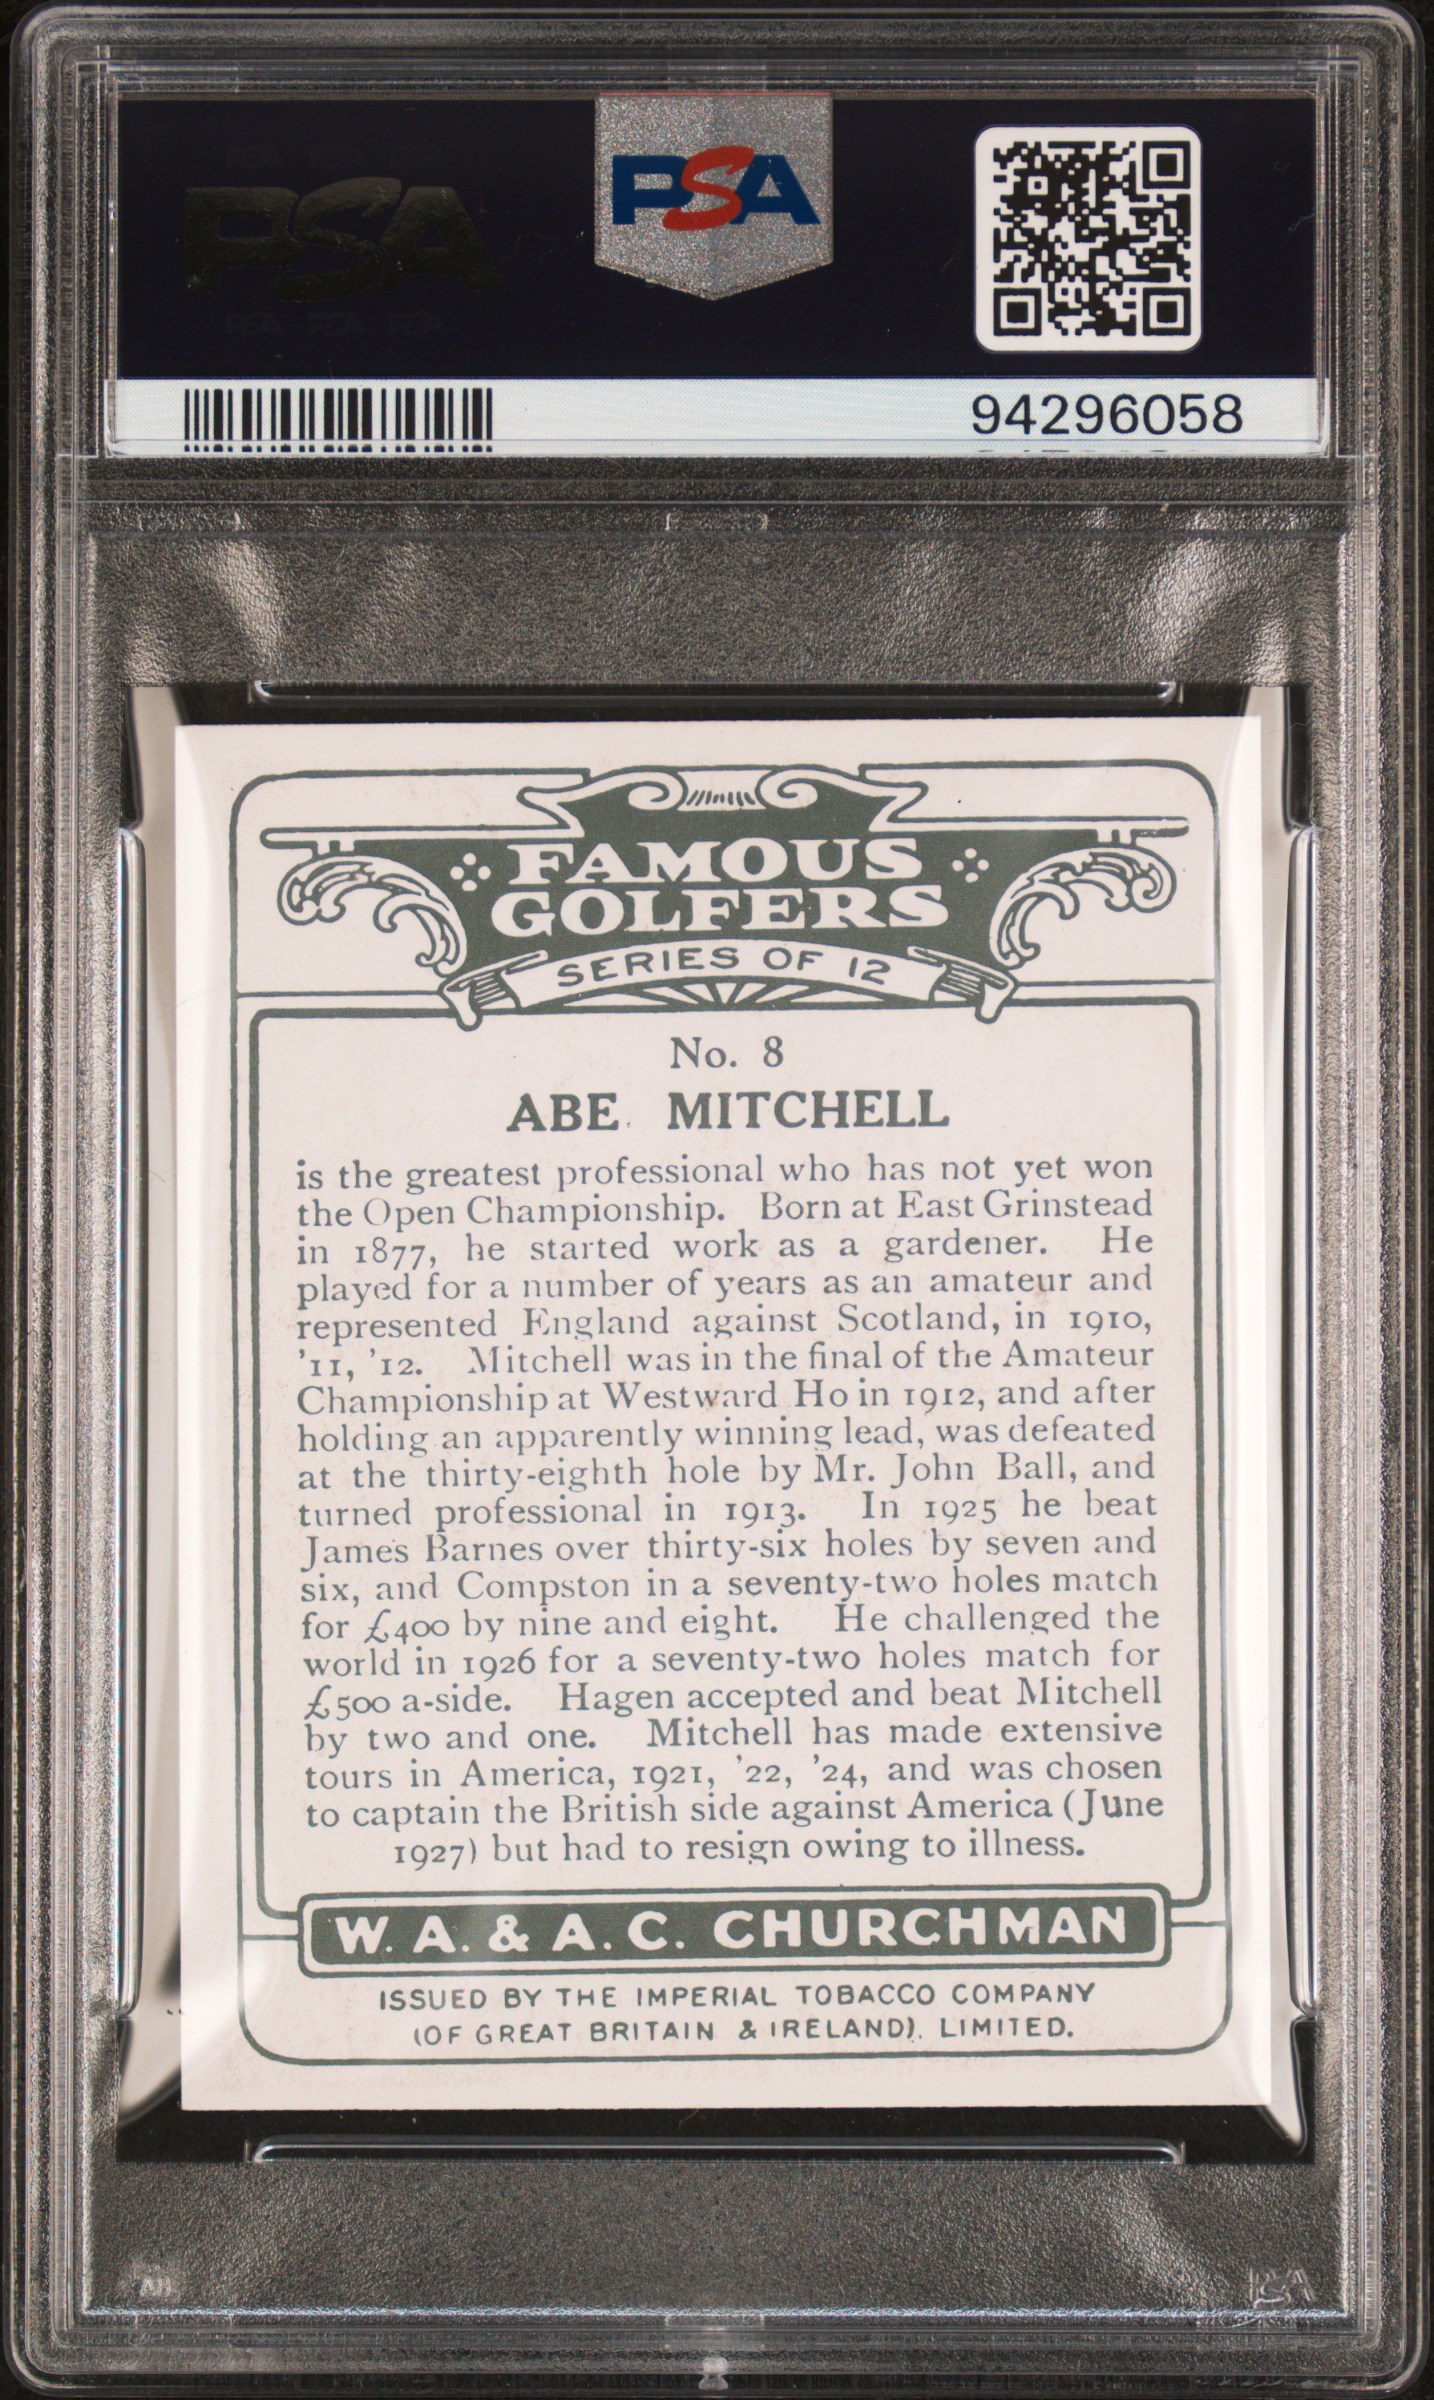 PSA
PSA
94296058
FAMOUS
GOLFERS
SERIES OF 12
No. 8
ABE MITCHELL
is the greatest professional who has not yet won
the Open Championship. Born at East Grinstead
in 1877, he started work as a gardener. He
played for a number of years as an amateur and
represented England against Scotland, in 1910,
'11, '12. Mitchell was in the final of the Amateur
Championship at Westward Ho in 1912, and after
holding an apparently winning lead, was defeated
at the thirty-eighth hole by Mr. John Ball, and
turned professional in 1913. In 1925 he beat
James Barnes over thirty-six holes by seven and
six, and Compston in a seventy-two holes match
for £400 by nine and eight. He challenged the
world in 1926 for a seventy-two holes match for
£500 a-side. Hagen accepted and beat Mitchell
by two and one. Mitchell has made extensive
tours in America, 1921, '22, '24, and was chosen
to captain the British side against America (June
1927) but had to resign owing to illness.
W. A. & A. C. CHURCHMAN
ISSUED BY THE IMPERIAL TOBACCO COMPANY
(OF GREAT BRITAIN & IRELAND), LIMITED.
PSA